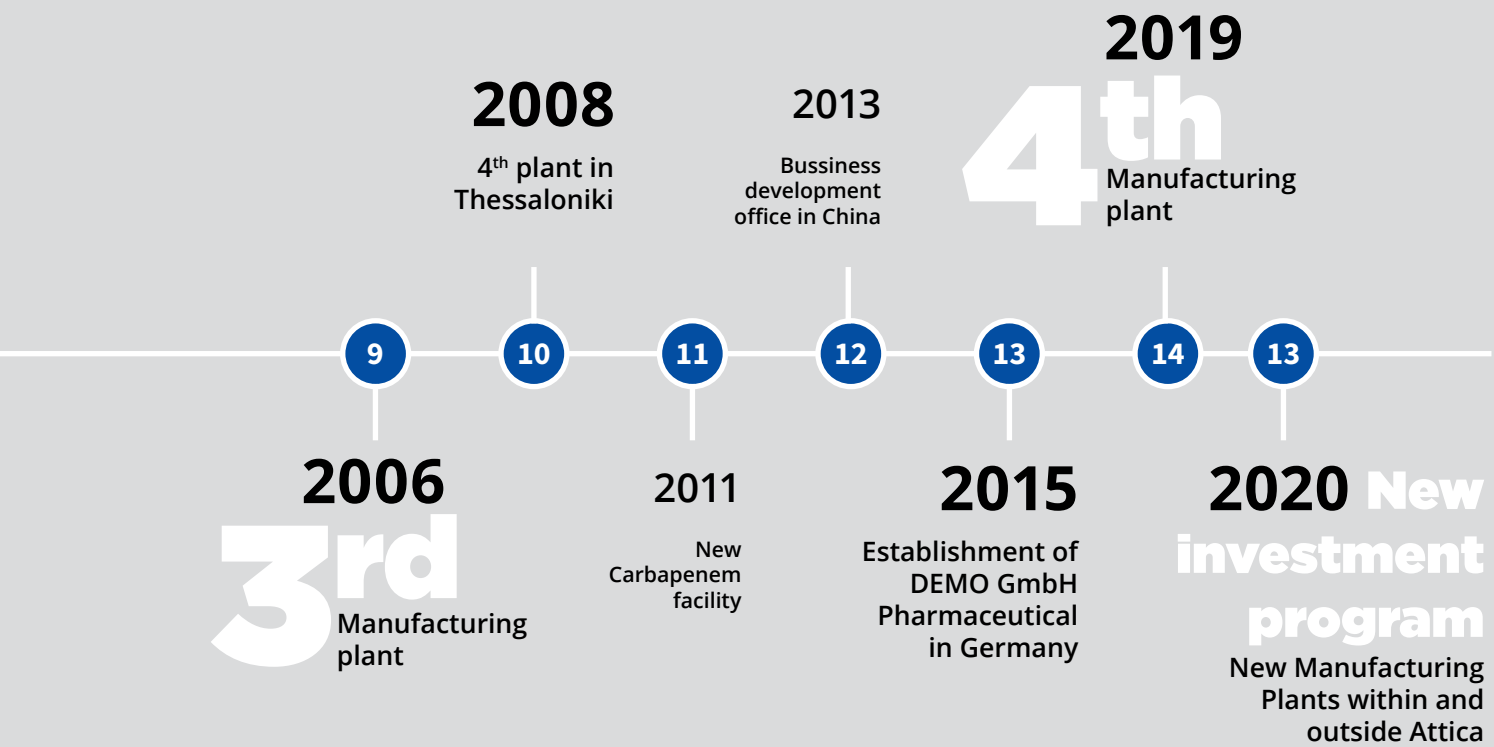 2008
4th plant in
Thessaloniki
2013
Bussiness
development
office in China
2019
4th
Manufacturing
plant
9
10
11
12
13
14
13
2006
3rd
Manufacturing
plant
2011
New
Carbapenem
facility
2015
Establishment of
DEMO GmbH
Pharmaceutical
in Germany
2020 New
investment
program
New Manufacturing
Plants within and
outside Attica